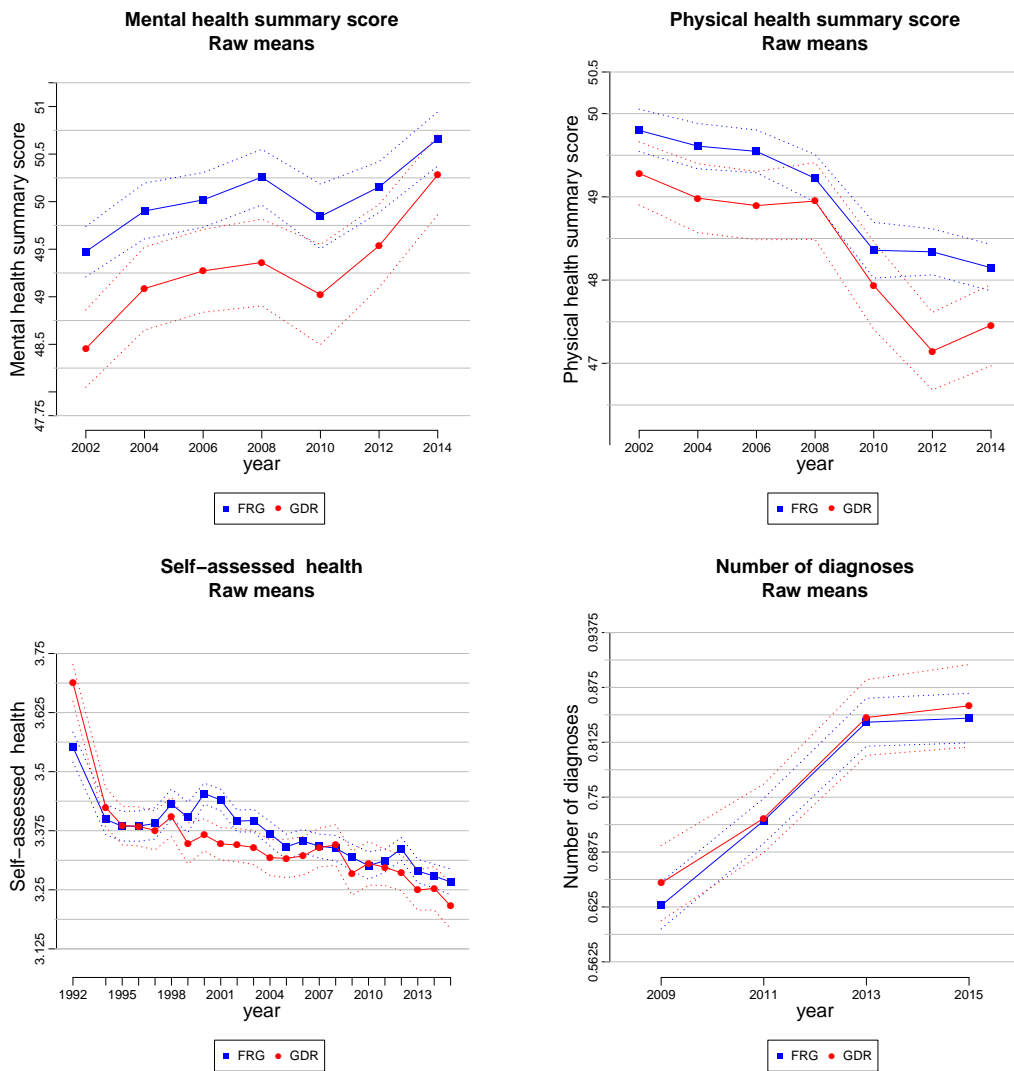 Mental health summary score
Raw means
Mental health summary score
51
50.5
50
49.5
49
48.5
47.75
2002 2004 2006 2008 2010 2012 2014
year
FRG GDR
Physical health summary score
Raw means
Physical health summary score
50.5
50
49
48
47
2002 2004 2006 2008 2010 2012 2014
year
FRG GDR
Self−assessed health
Raw means
Self−assessed health
3.75
3.625
3.5
3.375
3.25
3.125
1992 1995 1998 2001 2004 2007 2010 2013
year
FRG GDR
Number of diagnoses
Raw means
Number of diagnoses
0.9375
0.875
0.8125
0.75
0.6875
0.625
0.5625
2009 2011 2013 2015
year
FRG GDR